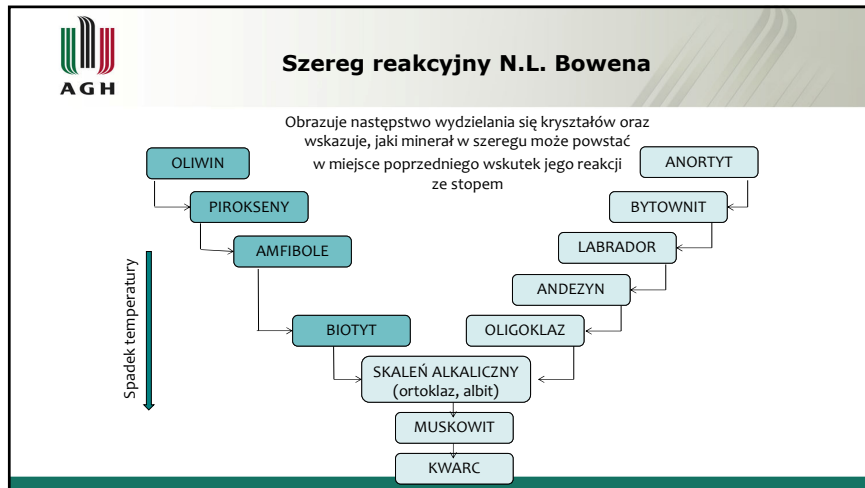 AGH
Szereg reakcyjny N.L. Bowena
Obrazuje następstwo wydzielania się kryształów oraz
wskazuje, jaki minerał w szeregu może powstać
w miejsce poprzedniego wskutek jego reakcji
ze stopem
OLIWIN
ANORTYT
PIROKSENY
BYTOWNIT
AMFIBOLE
LABRADOR
ANDEZYN
BIOTYT
OLIGOKLAZ
SKALEŃ ALKALICZNY
(ortoklaz, albit)
MUSKOWIT
KWARC
Spadek temperatury